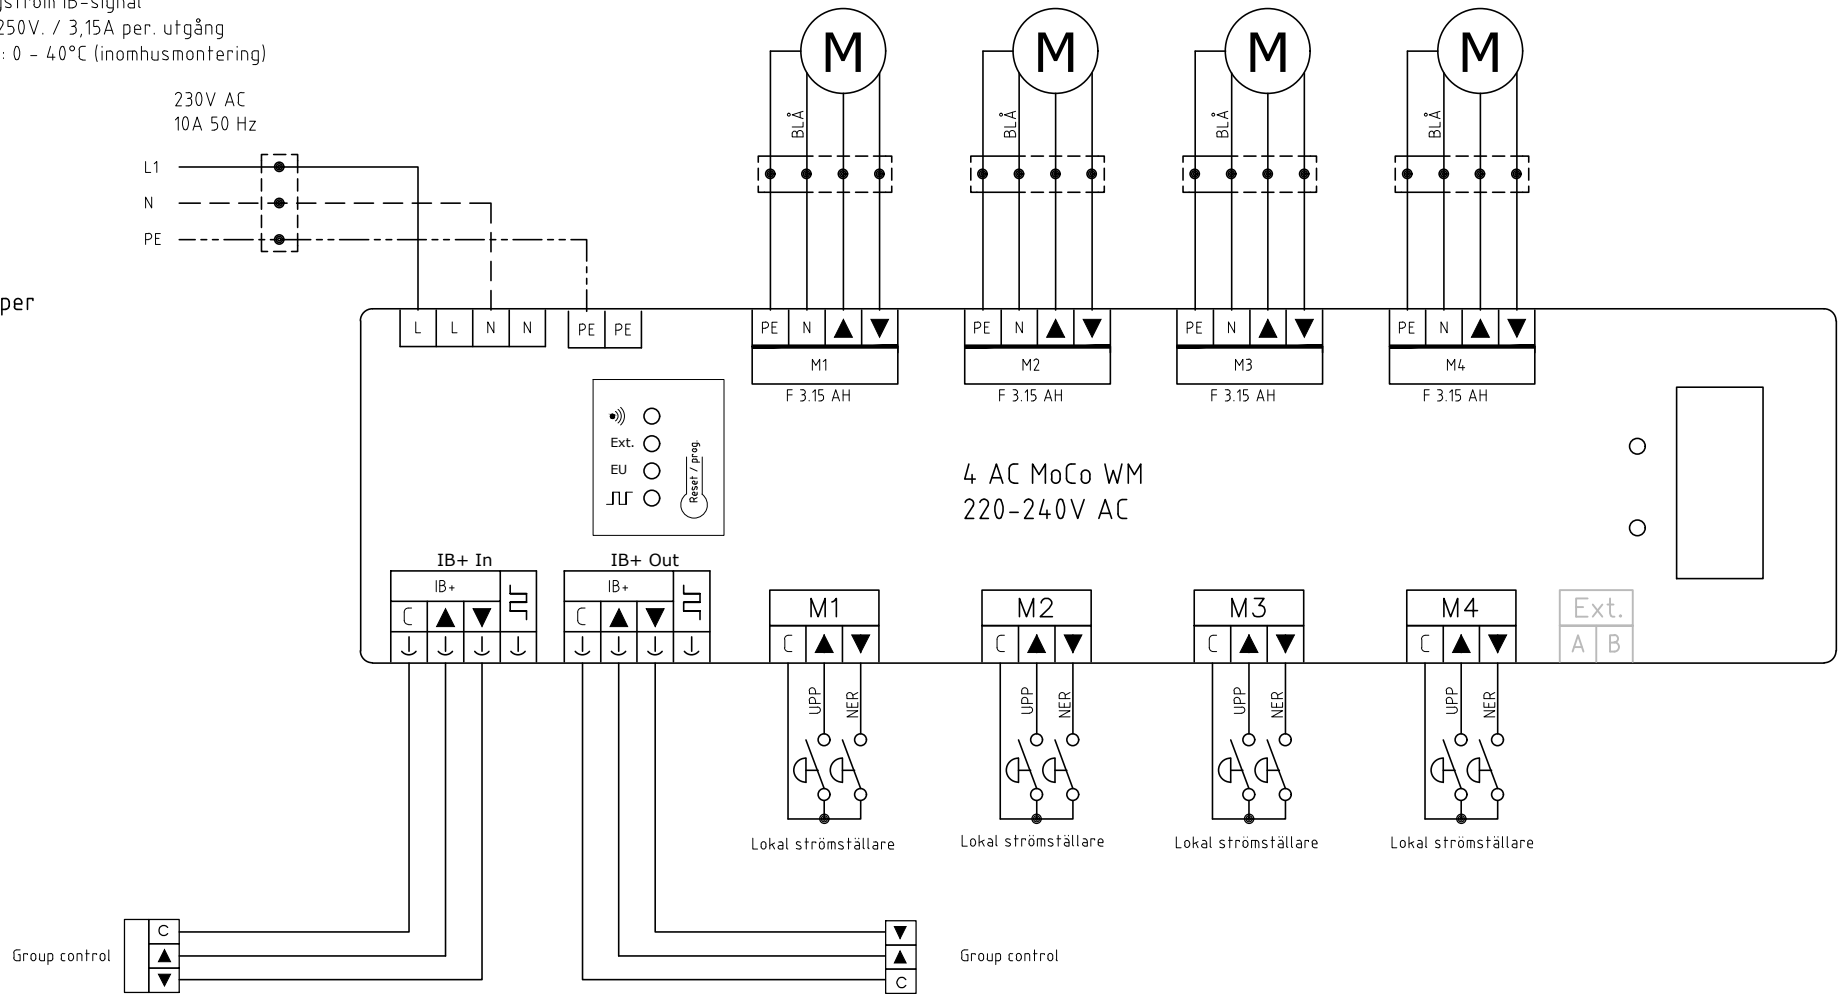 IB-signal
250V. / 3,15A per. utgång
: 0 - 40°C (inomhusmontering)
230V AC
10A 50 Hz
L1
N
PE
per
M
M
M
M
BLÅ
BLÅ
BLÅ
BLÅ
L L N N PE PE
PE N ▲ ▼
M1
F 3.15 AH
PE N ▲ ▼
M2
F 3.15 AH
PE N ▲ ▼
M3
F 3.15 AH
PE N ▲ ▼
M4
F 3.15 AH
Ext.
EU
Reset / prog.
4 AC MoCo WM
220-240V AC
IB+ In
IB+
C ▲ ▼
IB+ Out
IB+
C ▲ ▼
M1
C ▲ ▼
M2
C ▲ ▼
M3
C ▲ ▼
M4
C ▲ ▼
Ext.
A B
UPP NER
UPP NER
UPP NER
UPP NER
Lokal strömställare
Lokal strömställare
Lokal strömställare
Lokal strömställare
Group control
C
▲
▼
▼
▲
C
Group control